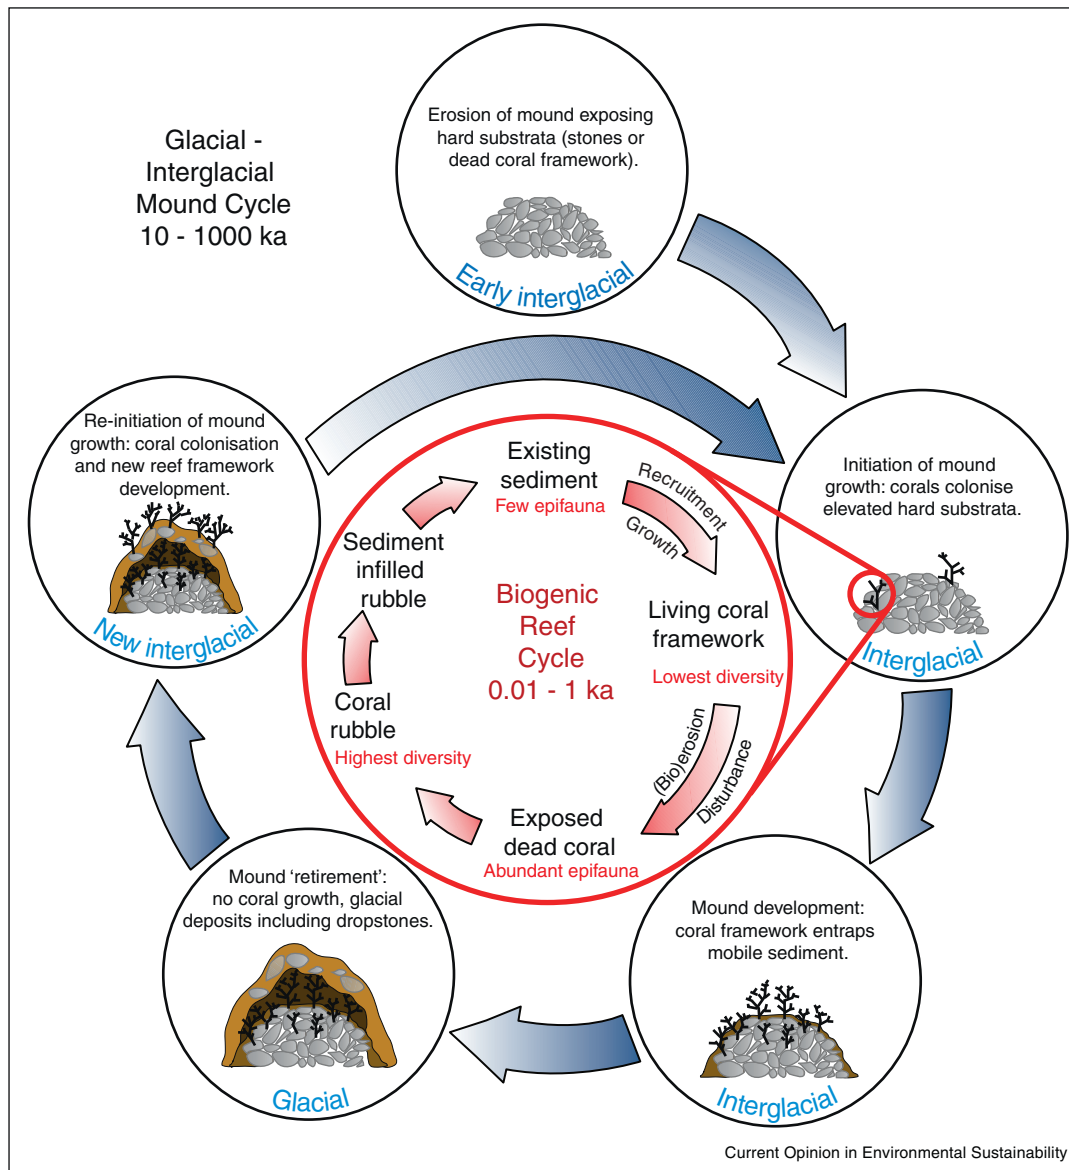 Glacial -
Interglacial
Mound Cycle
10 - 1000 ka
Erosion of mound exposing
hard substrata (stones or
dead coral framework).
Early interglacial
Initiation of mound
growth: corals colonise
elevated hard substrata.
Interglacial
Mound development:
coral framework entraps
mobile sediment.
Interglacial
Mound ‘retirement’:
no coral growth, glacial
deposits including dropstones.
Glacial
Re-initiation of mound
growth: coral colonisation
and new reef framework
development.
New interglacial
Biogenic
Reef
Cycle
0.01 - 1 ka
Existing
sediment
Few epifauna
Recruitment
Growth
Living coral
framework
Lowest diversity
(Bio)erosion
Disturbance
Exposed
dead coral
Abundant epifauna
Coral
rubble
Highest diversity
Sediment
infilled
rubble
Current Opinion in Environmental Sustainability